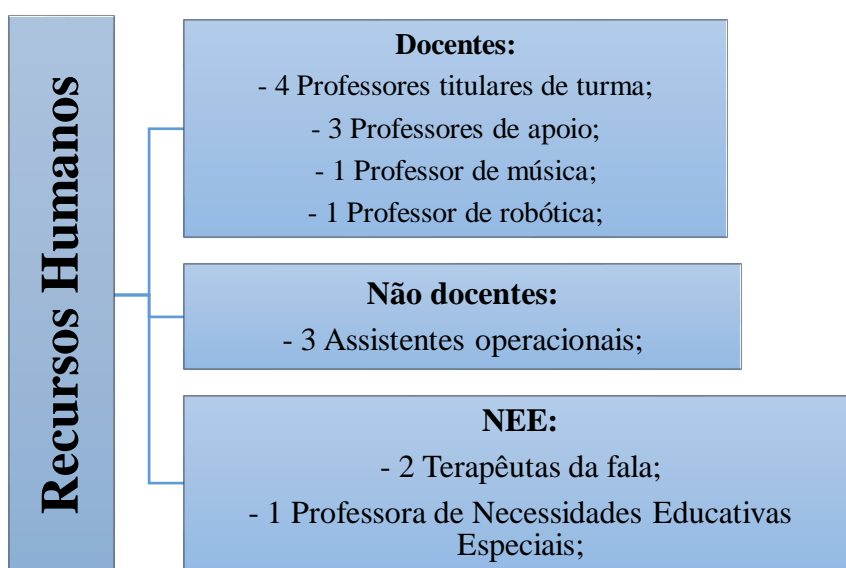 Recursos Humanos
Docentes:
- 4 Professores titulares de turma;
- 3 Professores de apoio;
- 1 Professor de música;
- 1 Professor de robótica;
Não docentes:
- 3 Assistentes operacionais;
NEE:
- 2 Terapêutas da fala;
- 1 Professora de Necessidades Educativas
Especiais;